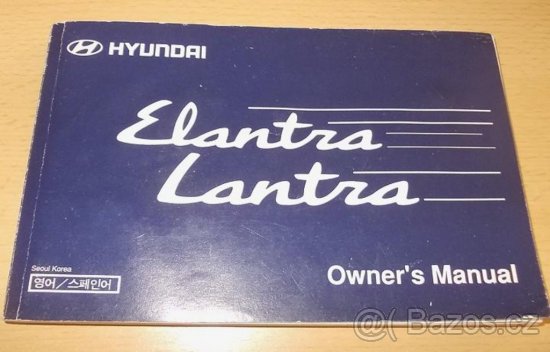 HYUNDAI
Elantra
Lantra
Seoul Korea
영어/스페인어
Owner's Manual
@( Bazos.cz